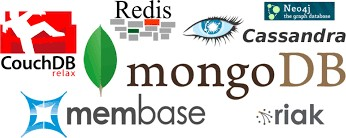 Redis
Neo4j
the graph database
Cassandra
CouchDB
relax
mongoDB
membase
riak